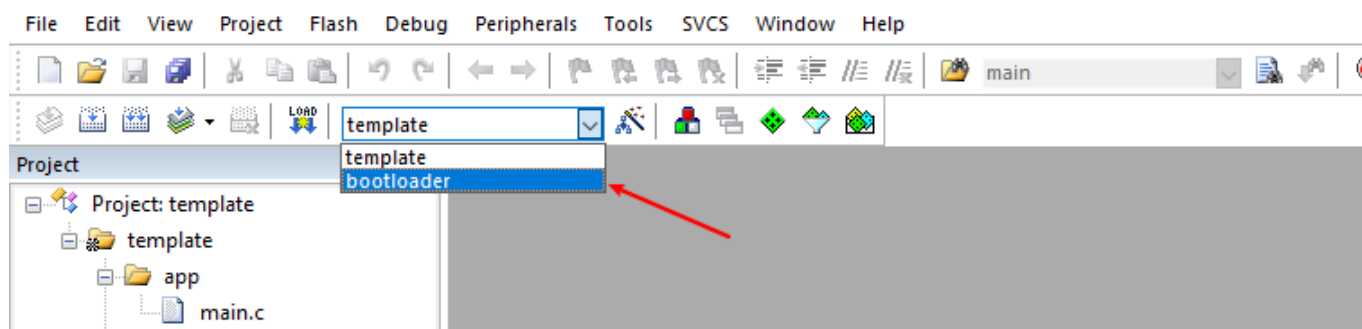 File Edit View Project Flash Debug Peripherals Tools SVCS Window Help
main
LOAD template
template
bootloader
Project
Project: template
template
app
main.c